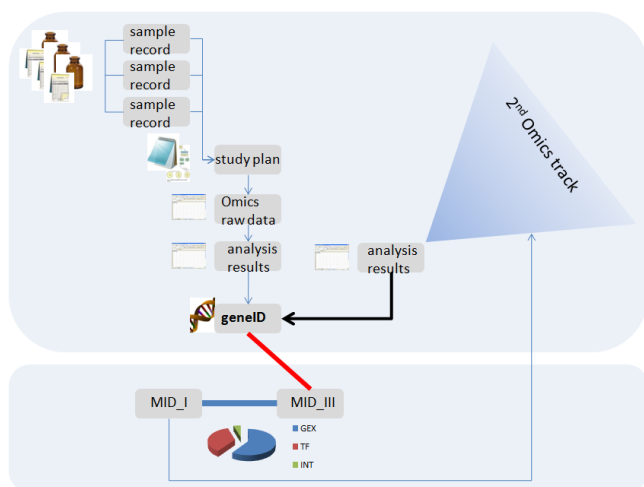 sample
record
sample
record
sample
record
study plan
Omics
raw data
analysis
results
analysis
results
geneID
2nd Omics track
MID_I
MID_III
GEX
TF
INT